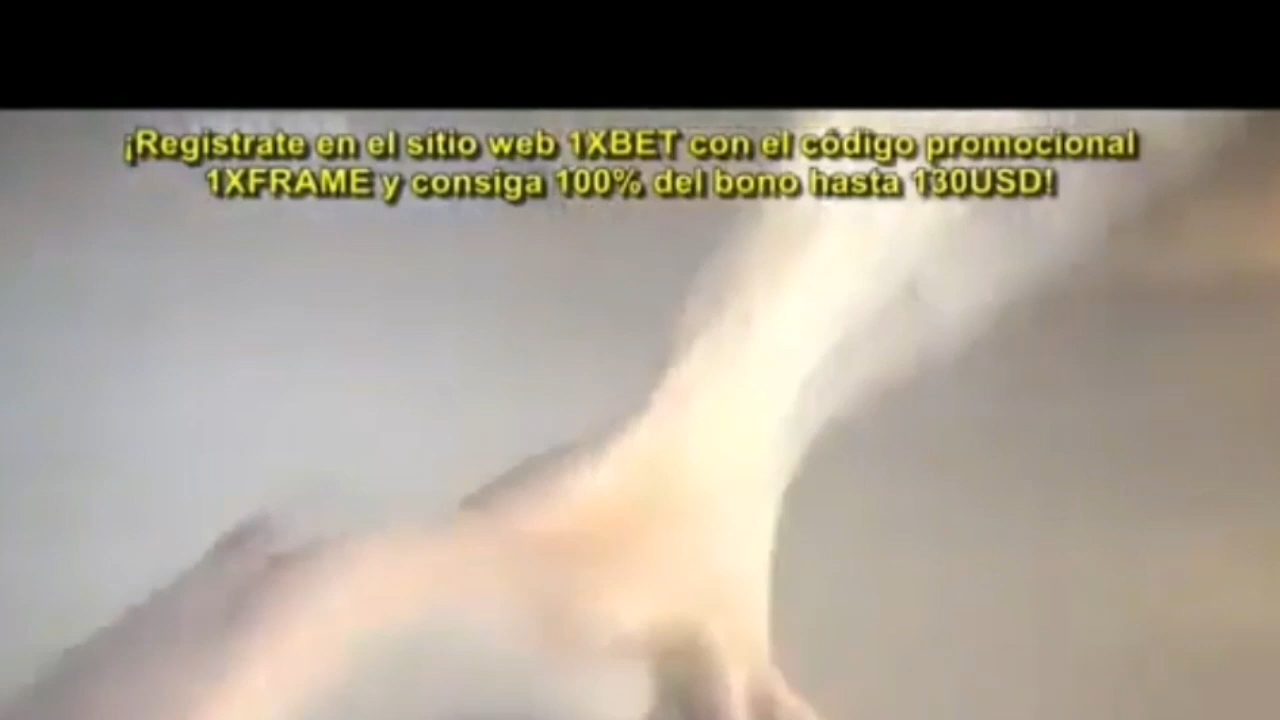 ¡Registrate en el sitio web 1XBET con el código promocional
1XFRAME y consiga 100% del bono hasta 130USD!